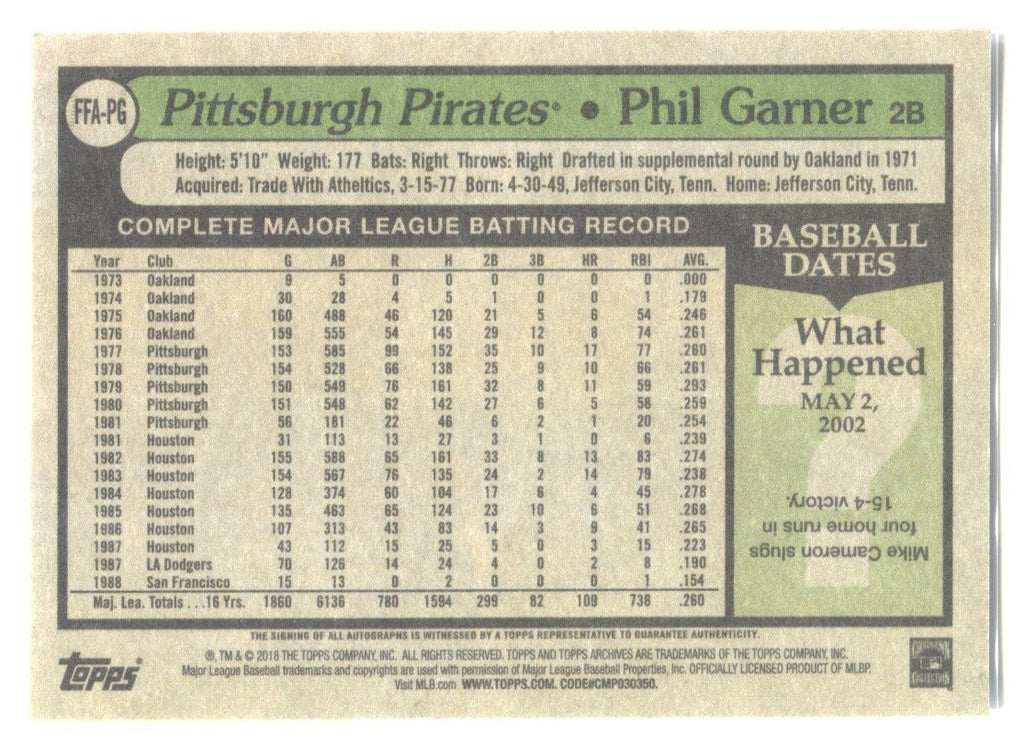 FFA-PG
Pittsburgh Pirates® • Phil Garner 2B
Height: 5'10" Weight: 177 Bats: Right Throws: Right Drafted in supplemental round by Oakland in 1971
Acquired: Trade With Atheltics, 3-15-77 Born: 4-30-49, Jefferson City, Tenn. Home: Jefferson City, Tenn.
COMPLETE MAJOR LEAGUE BATTING RECORD
Year Club G AB R H 2B 3B HR RBI AVG.
1973 Oakland 9 5 0 0 0 0 0 0 .000
1974 Oakland 30 28 4 5 1 0 0 1 .179
1975 Oakland 160 488 46 120 21 5 6 54 .246
1976 Oakland 159 555 54 145 29 12 8 74 .261
1977 Pittsburgh 153 585 99 152 35 10 17 77 .260
1978 Pittsburgh 154 528 66 138 25 9 10 66 .261
1979 Pittsburgh 150 549 76 161 32 8 11 59 .293
1980 Pittsburgh 151 548 62 142 27 6 5 58 .259
1981 Pittsburgh 56 181 22 46 6 2 1 20 .254
1981 Houston 31 113 13 27 3 1 0 6 .239
1982 Houston 155 588 65 161 33 8 13 83 .274
1983 Houston 154 567 76 135 24 2 14 79 .238
1984 Houston 128 374 60 104 17 6 4 45 .278
1985 Houston 135 463 65 124 23 10 6 51 .268
1986 Houston 107 313 43 83 14 3 9 41 .265
1987 Houston 43 112 15 25 5 0 3 15 .223
1987 LA Dodgers 70 126 14 24 4 0 2 8 .190
1988 San Francisco 15 13 0 2 0 0 0 1 .154
Maj. Lea. Totals . . . 16 Yrs. 1860 6136 780 1594 299 82 109 738 .260
BASEBALL
DATES
What
Happened
MAY 2,
2002
Mike Cameron slugs
four home runs in
15-4 victory.
THE SIGNING OF ALL AUTOGRAPHS IS WITNESSED BY A TOPPS REPRESENTATIVE TO GUARANTEE AUTHENTICITY.
®, TM & © 2018 THE TOPPS COMPANY, INC. ALL RIGHTS RESERVED. TOPPS AND TOPPS ARCHIVES ARE TRADEMARKS OF THE TOPPS COMPANY, INC.
Major League Baseball trademarks and copyrights are used with permission of Major League Baseball Properties, Inc. OFFICIALLY LICENSED PRODUCT OF MLBP.
Visit MLB.com WWW.TOPPS.COM. CODE#CMP030350.
topps
COOPERSTOWN
COLLECTION